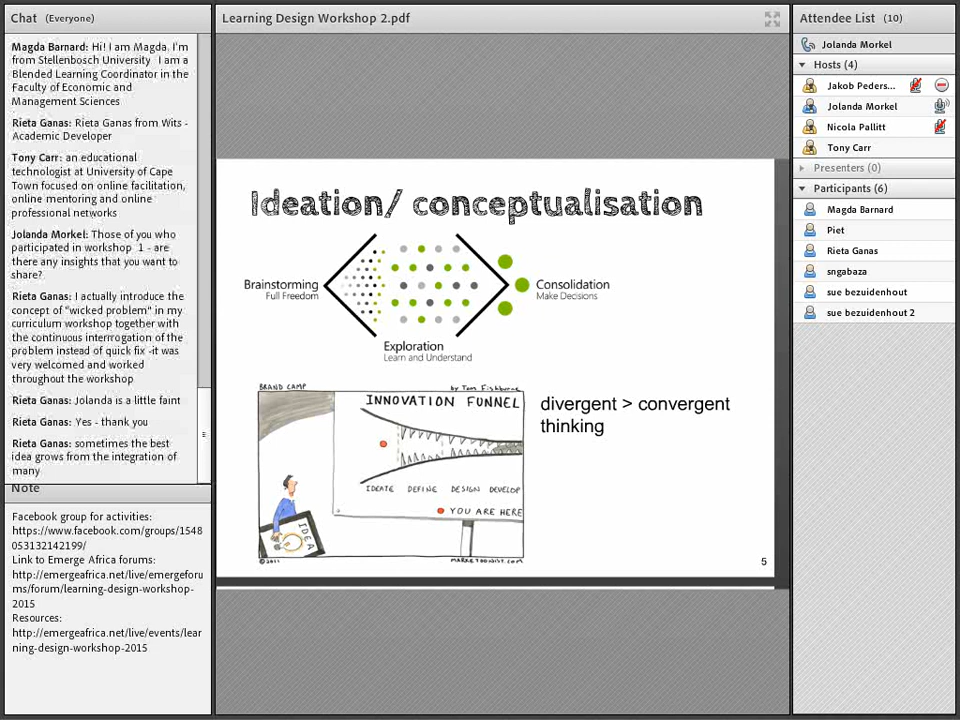 Chat (Everyone)
Magda Barnard: Hi! I am Magda. I'm
from Stellenbosch University I am a
Blended Learning Coordinator in the
Faculty of Economic and
Management Sciences
Rieta Ganas: Rieta Ganas from Wits -
Academic Developer
Tony Carr: an educational
technologist at University of Cape
Town focused on online facilitation,
online mentoring and online
professional networks
Jolanda Morkel: Those of you who
participated in workshop 1 - are
there any insights that you want to
share?
Rieta Ganas: I actually introduce the
concept of "wicked problem" in my
curriculum workshop together with
the continuous interrrogation of the
problem instead of quick fix -it was
very welcomed and worked
throughout the workshop
Rieta Ganas: Jolanda is a little faint
Rieta Ganas: Yes - thank you
Rieta Ganas: sometimes the best
idea grows from the integration of
many
Note
Facebook group for activities:
https://www.facebook.com/groups/1548
053132142199/
Link to Emerge Africa forums:
http://emergeafrica.net/live/emergeforu
ms/forum/learning-design-workshop-
2015
Resources:
http://emergeafrica.net/live/events/lear
ning-design-workshop-2015
Learning Design Workshop 2.pdf
Ideation/ conceptualisation
Brainstorming
Full Freedom
Consolidation
Make Decisions
Exploration
Learn and Understand
BRAND CAMP
by Tom Fishburne
INNOVATION FUNNEL
IDEATE DEFINE DESIGN DEVELOP
YOU ARE HERE
IDEA
©2011
MARKETOONIST.COM
divergent > convergent
thinking
5
Attendee List (10)
Jolanda Morkel
Hosts (4)
Jakob Peders...
Jolanda Morkel
Nicola Pallitt
Tony Carr
Presenters (0)
Participants (6)
Magda Barnard
Piet
Rieta Ganas
sngabaza
sue bezuidenhout
sue bezuidenhout 2